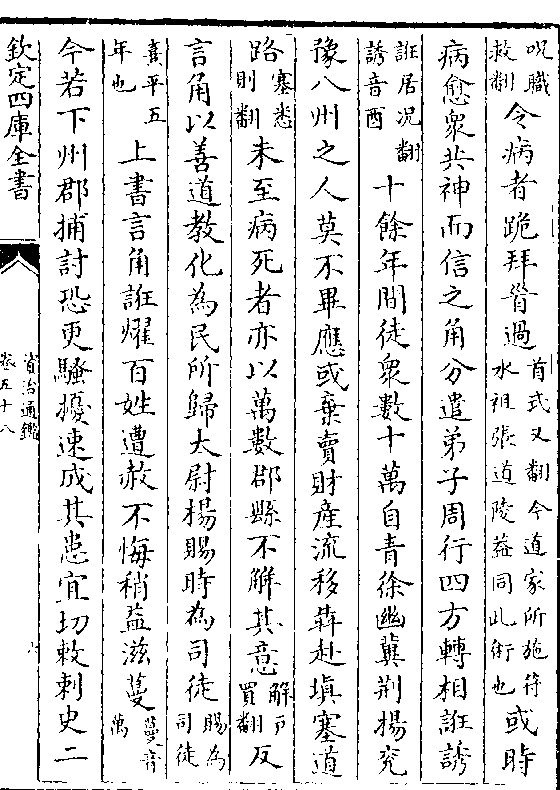 呪職救翻令病者跪拜首過首式又翻今道家所施符水祖張道陵蓋同此術也或時
病愈衆共神而信之角分遣弟子周行四方轉相誑誘
誑居况翻誘音酉十餘年間徒衆數十萬自青徐幽冀荆楊兖
豫八州之人莫不畢應或棄賣財產流移犇赴塡塞道
路塞悉則翻未至病死者亦以萬數郡縣不解其意解戸買翻反
言角以善道教化為民所歸太尉楊賜時為司徒賜為司徒
熹平五年也上書言角誑燿百姓遭赦不悔稍益滋蔓蔓音萬
今若下州郡捕討恐更騷擾速成其患宜切敕刺史二
欽定四庫全書
資治通鑑
卷五十八